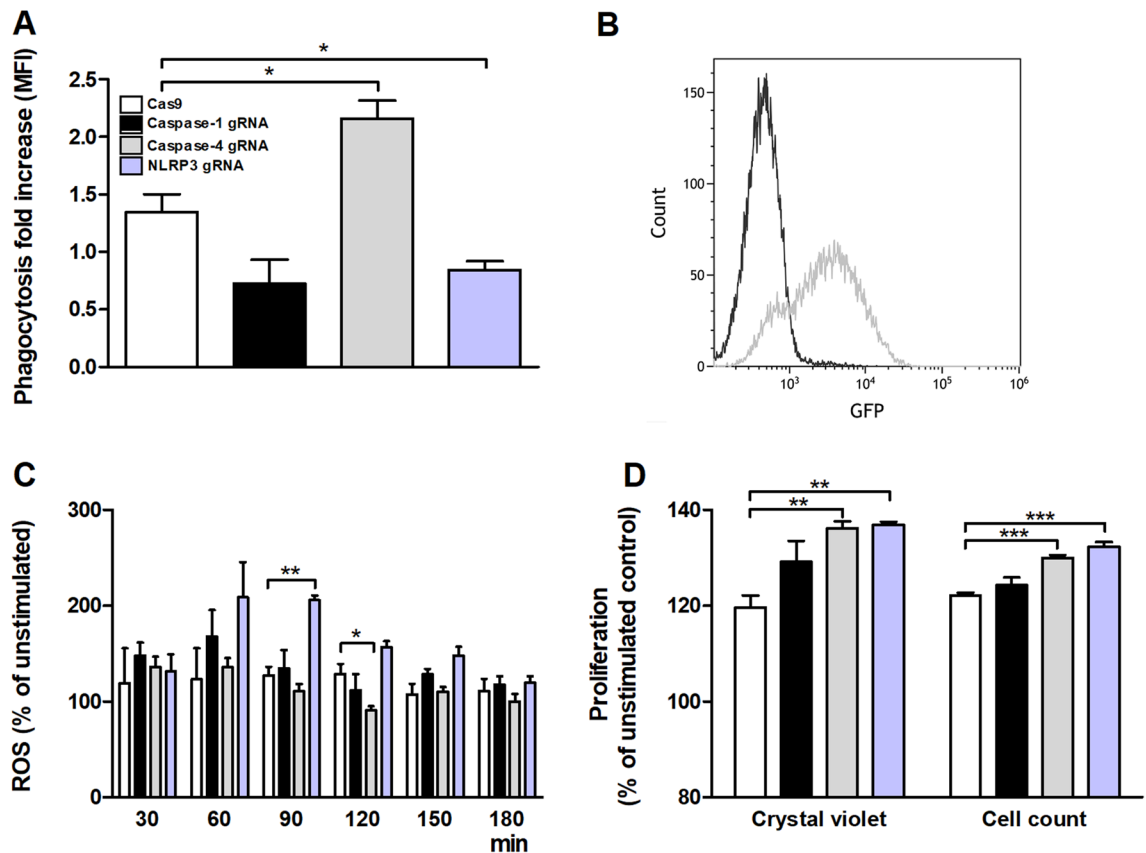 A
Phagocytosis fold increase (MFI)
*
*
2.5
2.0
1.5
1.0
0.5
0.0
Cas9
Caspase-1 gRNA
Caspase-4 gRNA
NLRP3 gRNA
B
Count
150
100
50
0
0
10³
10⁴
10⁵
10⁶
GFP
C
ROS (% of unstimulated)
300
200
100
0
**
*
30 60 90 120 150 180
min
D
Proliferation
(% of unstimulated control)
140
120
100
80
**
**
***
***
Crystal violet Cell count